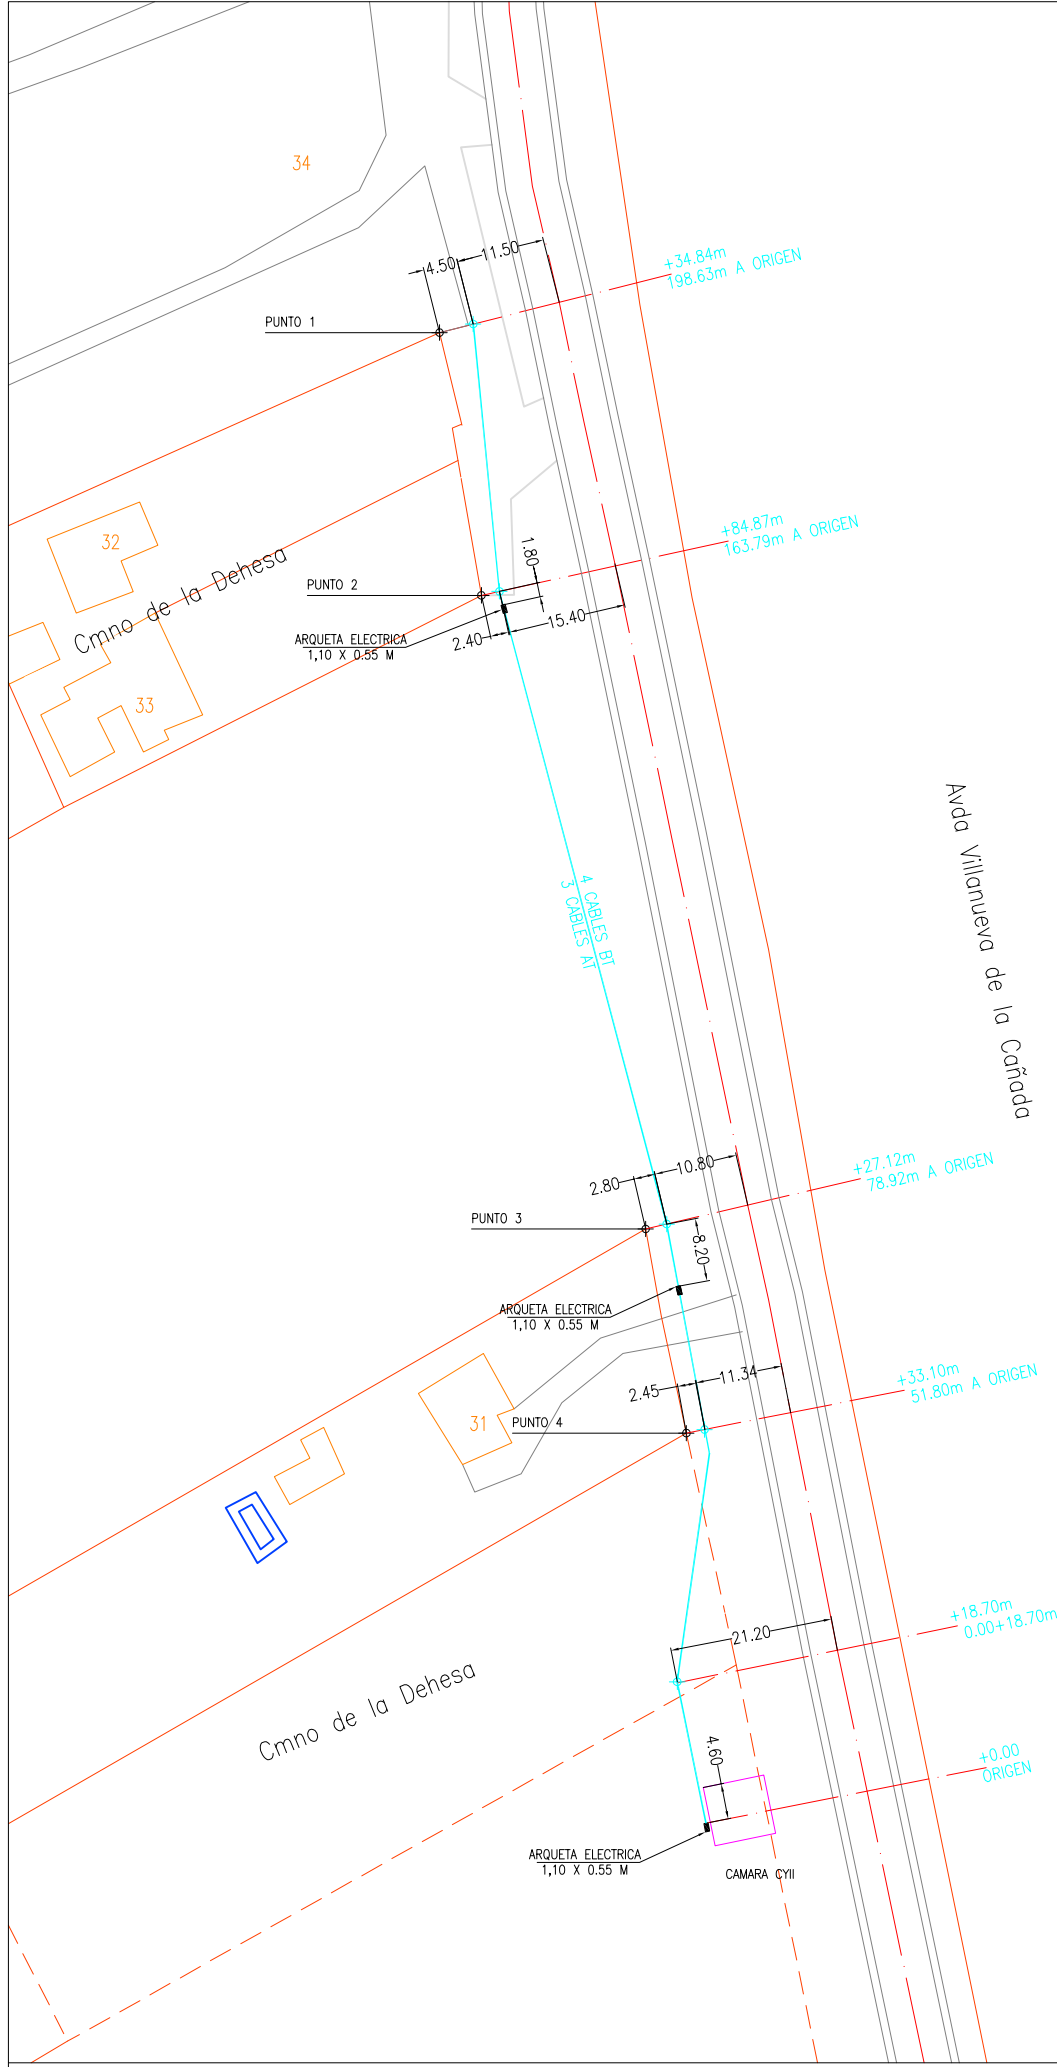 34
4.50
11.50
+34.84m
198.63m A ORIGEN
PUNTO 1
32
Cmno de la Dehesa
+84.87m
163.79m A ORIGEN
1.80
PUNTO 2
15.40
2.40
ARQUETA ELECTRICA
1,10 X 0.55 M
33
Avda Villanueva de la Cañada
4 CABLES BT
3 CABLES AT
10.80
2.80
+27.12m
78.92m A ORIGEN
PUNTO 3
8.20
ARQUETA ELECTRICA
1,10 X 0.55 M
11.34
2.45
+33.10m
51.80m A ORIGEN
31
PUNTO 4
+18.70m
0.00+18.70m
21.20
Cmno de la Dehesa
4.60
+0.00
ORIGEN
ARQUETA ELECTRICA
1,10 X 0.55 M
CAMARA CYII